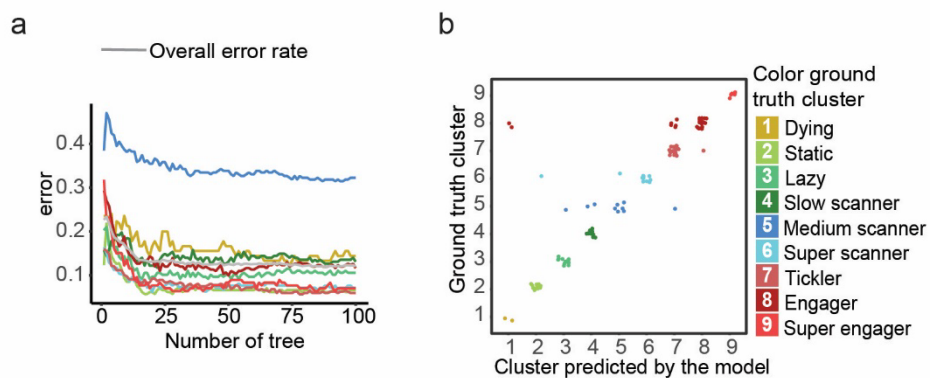 a
Overall error rate
error
0.4
0.3
0.2
0.1
0 25 50 75 100
Number of tree
b
Ground truth cluster
9
8
7
6
5
4
3
2
1
1 2 3 4 5 6 7 8 9
Cluster predicted by the model
Color ground
truth cluster
1 Dying
2 Static
3 Lazy
4 Slow scanner
5 Medium scanner
6 Super scanner
7 Tickler
8 Engager
9 Super engager